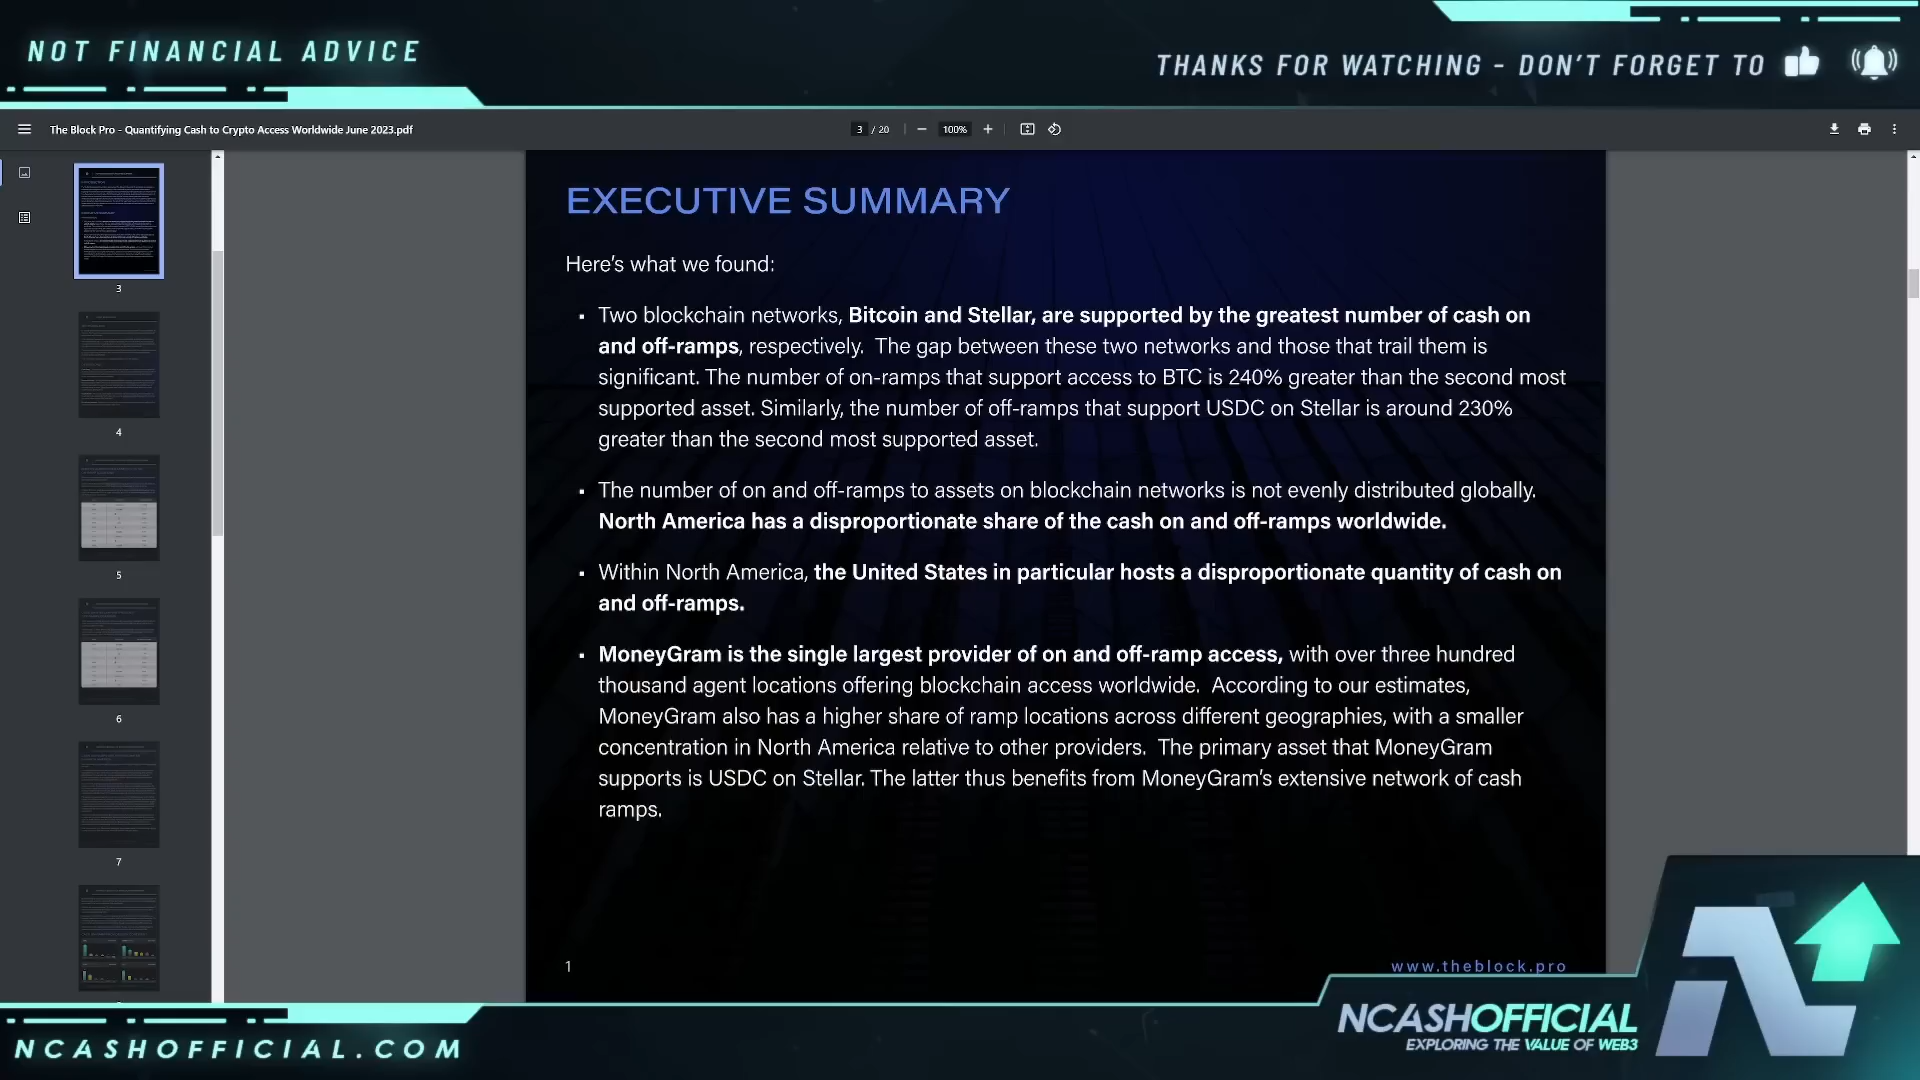 NOT FINANCIAL ADVICE
THANKS FOR WATCHING - DON'T FORGET TO
The Block Pro - Quantifying Cash to Crypto Access Worldwide June 2023.pdf
3 / 20
100%
EXECUTIVE SUMMARY
Here's what we found:
▪ Two blockchain networks, Bitcoin and Stellar, are supported by the greatest number of cash on
and off-ramps, respectively. The gap between these two networks and those that trail them is
significant. The number of on-ramps that support access to BTC is 240% greater than the second most
supported asset. Similarly, the number of off-ramps that support USDC on Stellar is around 230%
greater than the second most supported asset.
▪ The number of on and off-ramps to assets on blockchain networks is not evenly distributed globally.
North America has a disproportionate share of the cash on and off-ramps worldwide.
▪ Within North America, the United States in particular hosts a disproportionate quantity of cash on
and off-ramps.
▪ MoneyGram is the single largest provider of on and off-ramp access, with over three hundred
thousand agent locations offering blockchain access worldwide. According to our estimates,
MoneyGram also has a higher share of ramp locations across different geographies, with a smaller
concentration in North America relative to other providers. The primary asset that MoneyGram
supports is USDC on Stellar. The latter thus benefits from MoneyGram's extensive network of cash
ramps.
1
www.theblock.pro
3
4
5
6
7
NCASHOFFICIAL.COM
NCASHOFFICIAL
EXPLORING THE VALUE OF WEB3